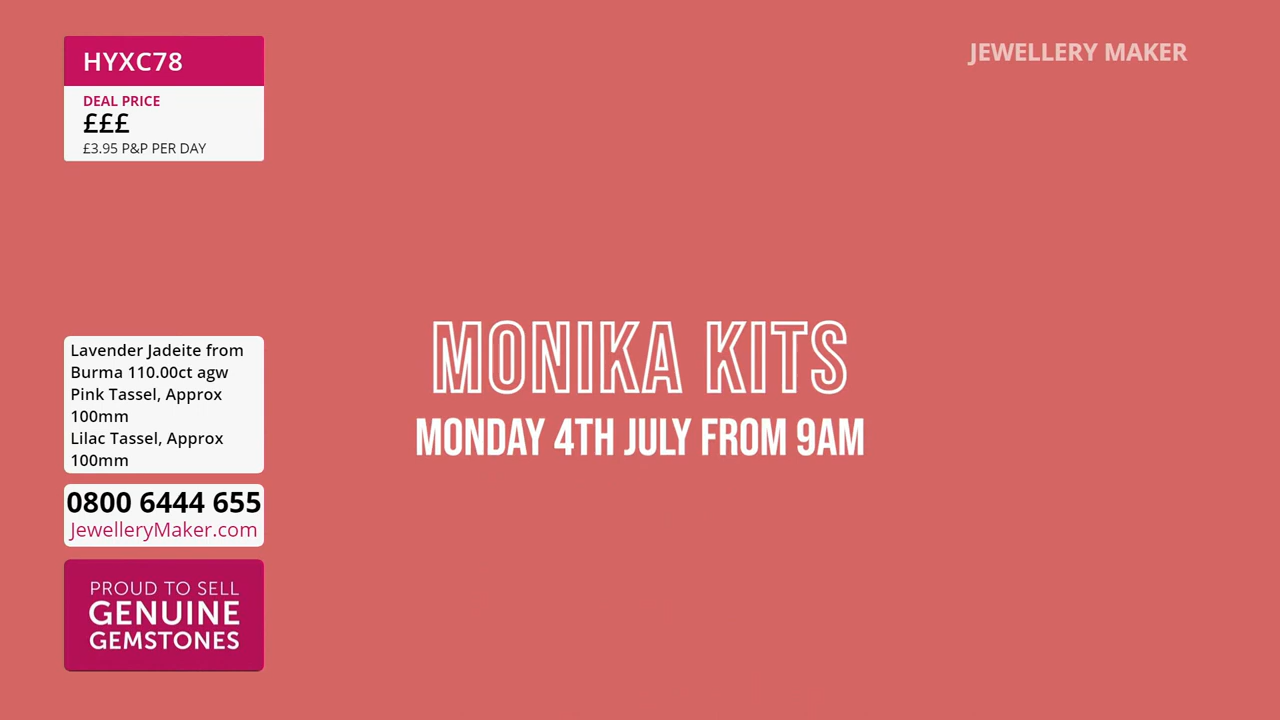 HYXC78
DEAL PRICE
£££
£3.95 P&P PER DAY
JEWELLERY MAKER
MONIKA KITS
MONDAY 4TH JULY FROM 9AM
Lavender Jadeite from
Burma 110.00ct agw
Pink Tassel, Approx
100mm
Lilac Tassel, Approx
100mm
0800 6444 655
JewelleryMaker.com
PROUD TO SELL
GENUINE
GEMSTONES